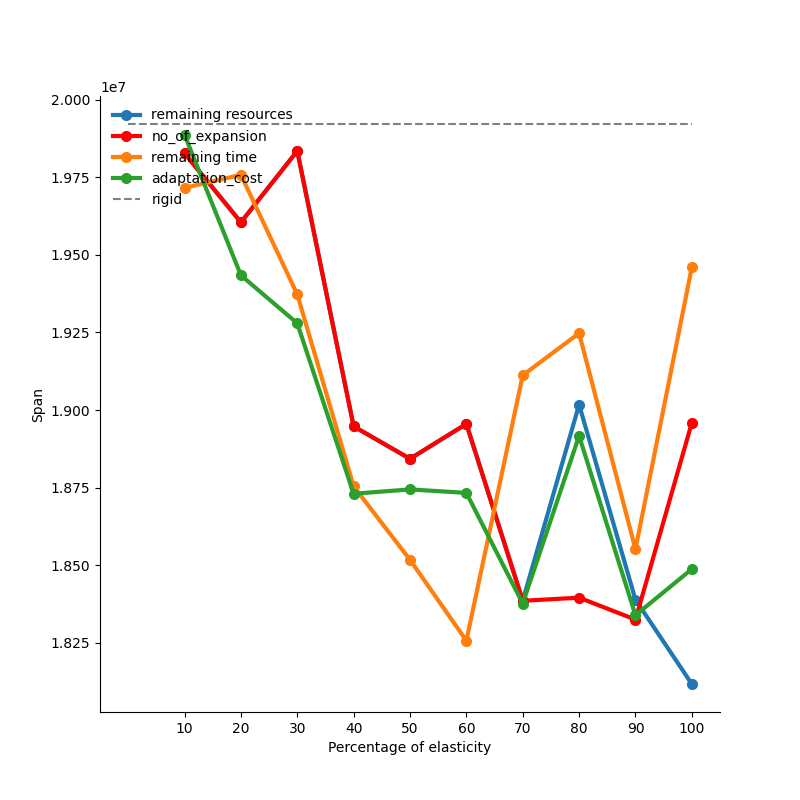 1e7
2.000
1.975
1.950
1.925
1.900
1.875
1.850
1.825
Span
remaining resources
no_of_expansion
remaining time
adaptation_cost
rigid
10 20 30 40 50 60 70 80 90 100
Percentage of elasticity